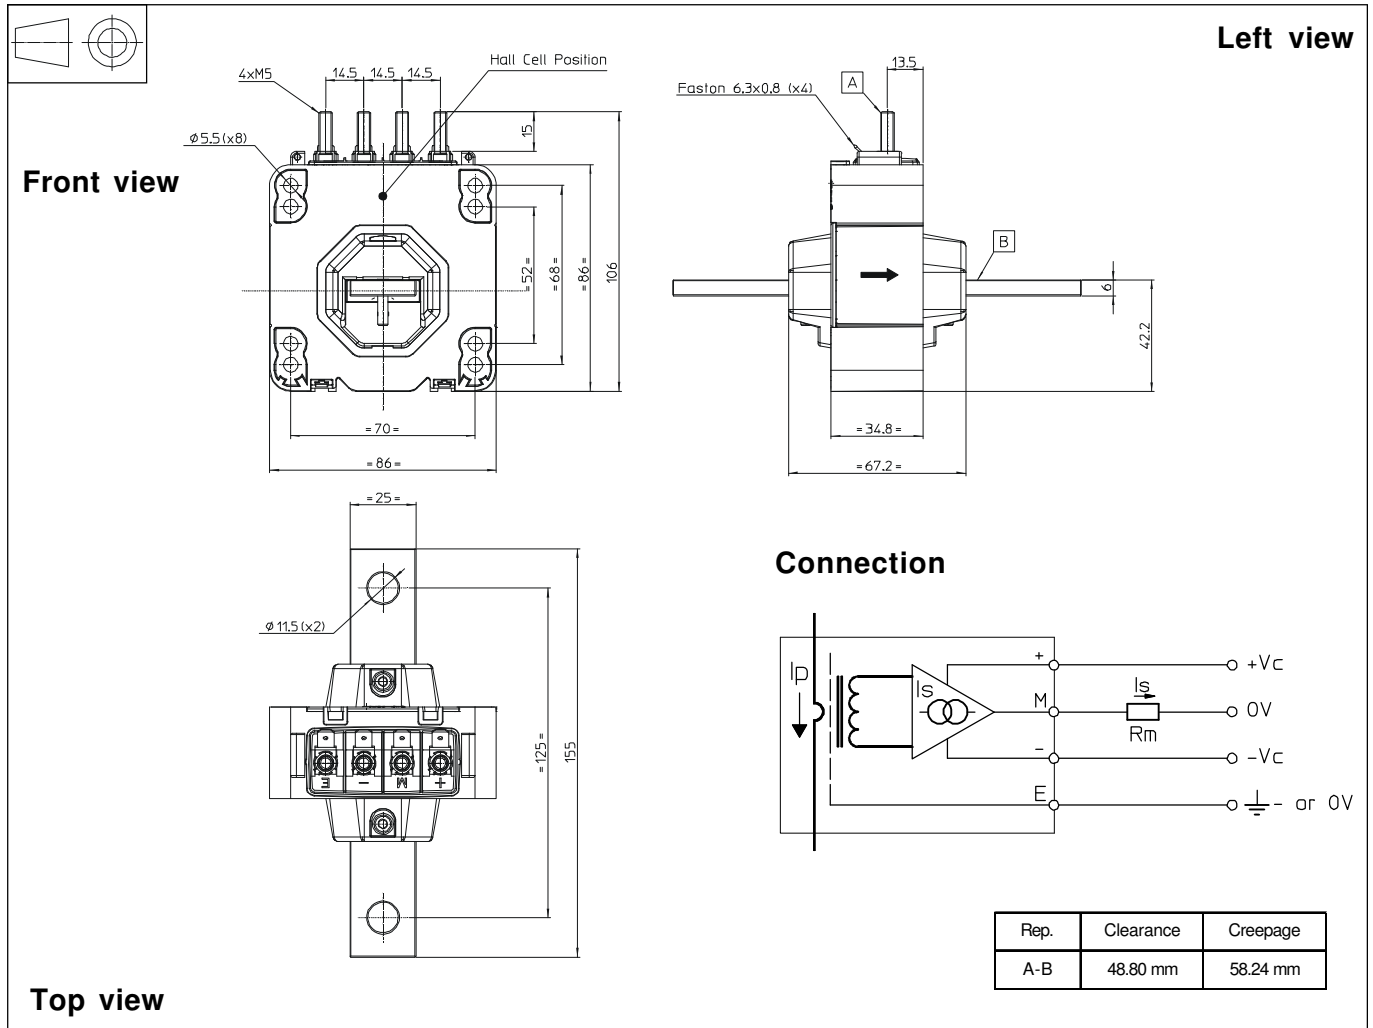 Left view
Hall Cell Position
4xM5
14.5
14.5
14.5
Ø5.5(x8)
15
Front view
=52=
=68=
=86=
106
=70=
=86=
13.5
A
Faston 6,3x0,8 (x4)
B
6
42.2
=34.8=
=67.2=
=25=
Ø11.5(x2)
=125=
155
E
-
M
+
Top view
Connection
Ip
Is
+
M
-
E
Is
Rm
+Vc
0V
-Vc
- or 0V
Rep. Clearance Creepage
A-B 48.80 mm 58.24 mm